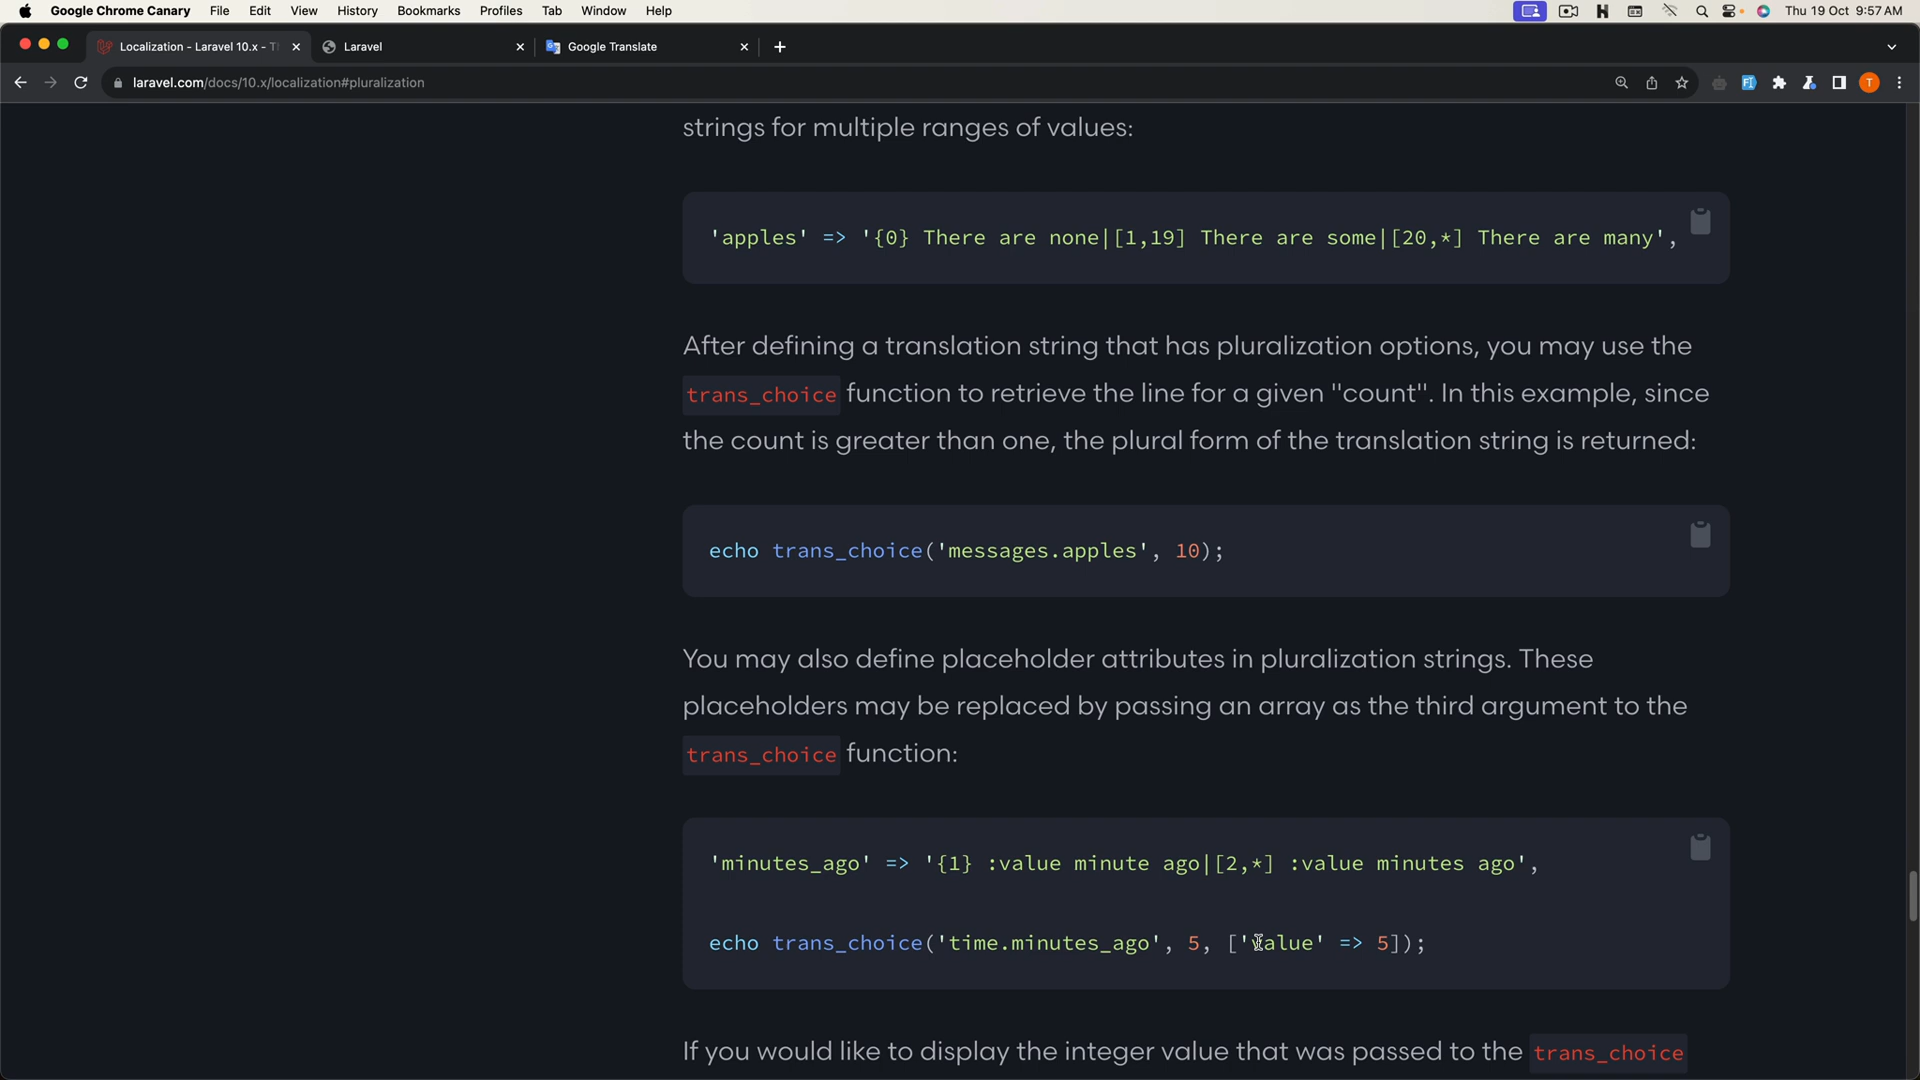 Google Chrome Canary File Edit View History Bookmarks Profiles Tab Window Help Thu 19 Oct 9:57 AM
Localization - Laravel 10.x - Th Laravel Google Translate
laravel.com/docs/10.x/localization#pluralization
strings for multiple ranges of values:
'apples' => '{0} There are none|[1,19] There are some|[20,*] There are many',
After defining a translation string that has pluralization options, you may use the
trans_choice function to retrieve the line for a given "count". In this example, since
the count is greater than one, the plural form of the translation string is returned:
echo trans_choice('messages.apples', 10);
You may also define placeholder attributes in pluralization strings. These
placeholders may be replaced by passing an array as the third argument to the
trans_choice function:
'minutes_ago' => '{1} :value minute ago|[2,*] :value minutes ago',
echo trans_choice('time.minutes_ago', 5, ['value' => 5]);
If you would like to display the integer value that was passed to the trans_choice